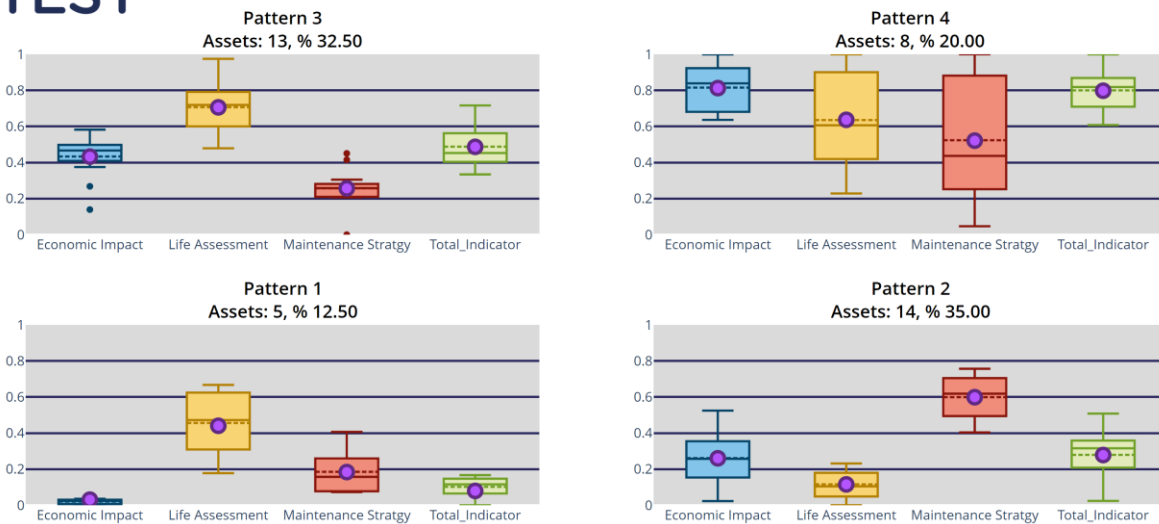 TEST
Pattern 3
Assets: 13, % 32.50
1
0.8
0.6
0.4
0.2
0
Economic Impact Life Assessment Maintenance Stratgy Total_Indicator
Pattern 4
Assets: 8, % 20.00
1
0.8
0.6
0.4
0.2
0
Economic Impact Life Assessment Maintenance Stratgy Total_Indicator
Pattern 1
Assets: 5, % 12.50
1
0.8
0.6
0.4
0.2
0
Economic Impact Life Assessment Maintenance Stratgy Total_Indicator
Pattern 2
Assets: 14, % 35.00
1
0.8
0.6
0.4
0.2
0
Economic Impact Life Assessment Maintenance Stratgy Total_Indicator